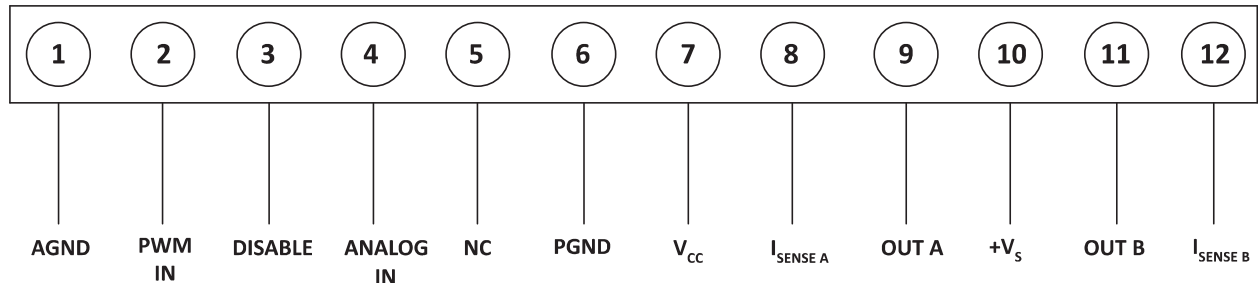 1 2 3 4 5 6 7 8 9 10 11 12
AGND PWM DISABLE ANALOG NC PGND VCC ISENSE A OUT A +VS OUT B ISENSE B
IN IN